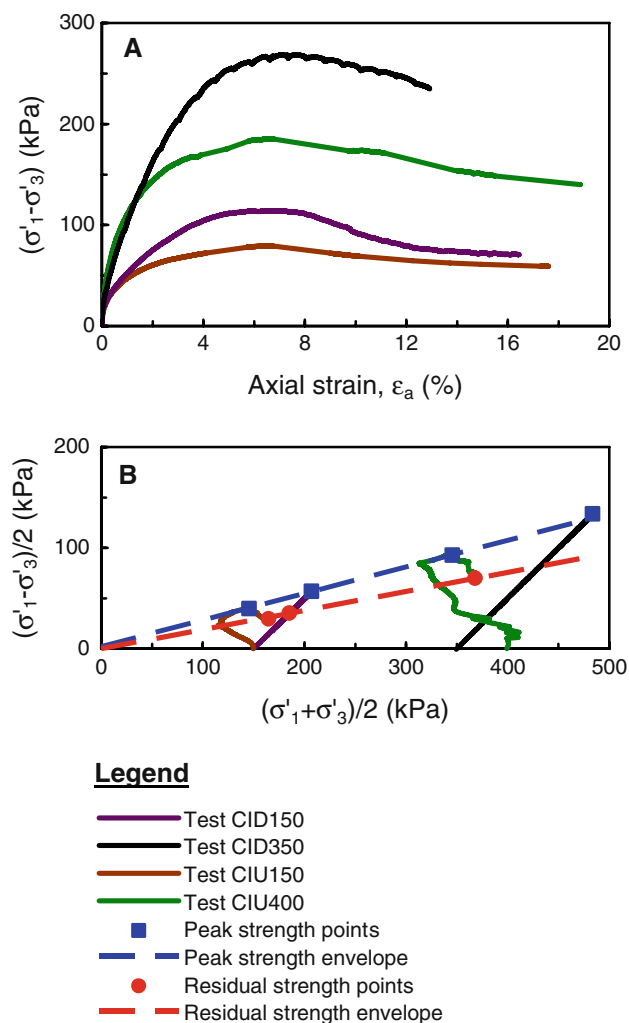 A
300
200
100
0
(σ'1-σ'3) (kPa)
0 4 8 12 16 20
Axial strain, εa (%)
B
200
100
0
(σ'1-σ'3)/2 (kPa)
0 100 200 300 400 500
(σ'1+σ'3)/2 (kPa)
Legend
Test CID150
Test CID350
Test CIU150
Test CIU400
Peak strength points
Peak strength envelope
Residual strength points
Residual strength envelope